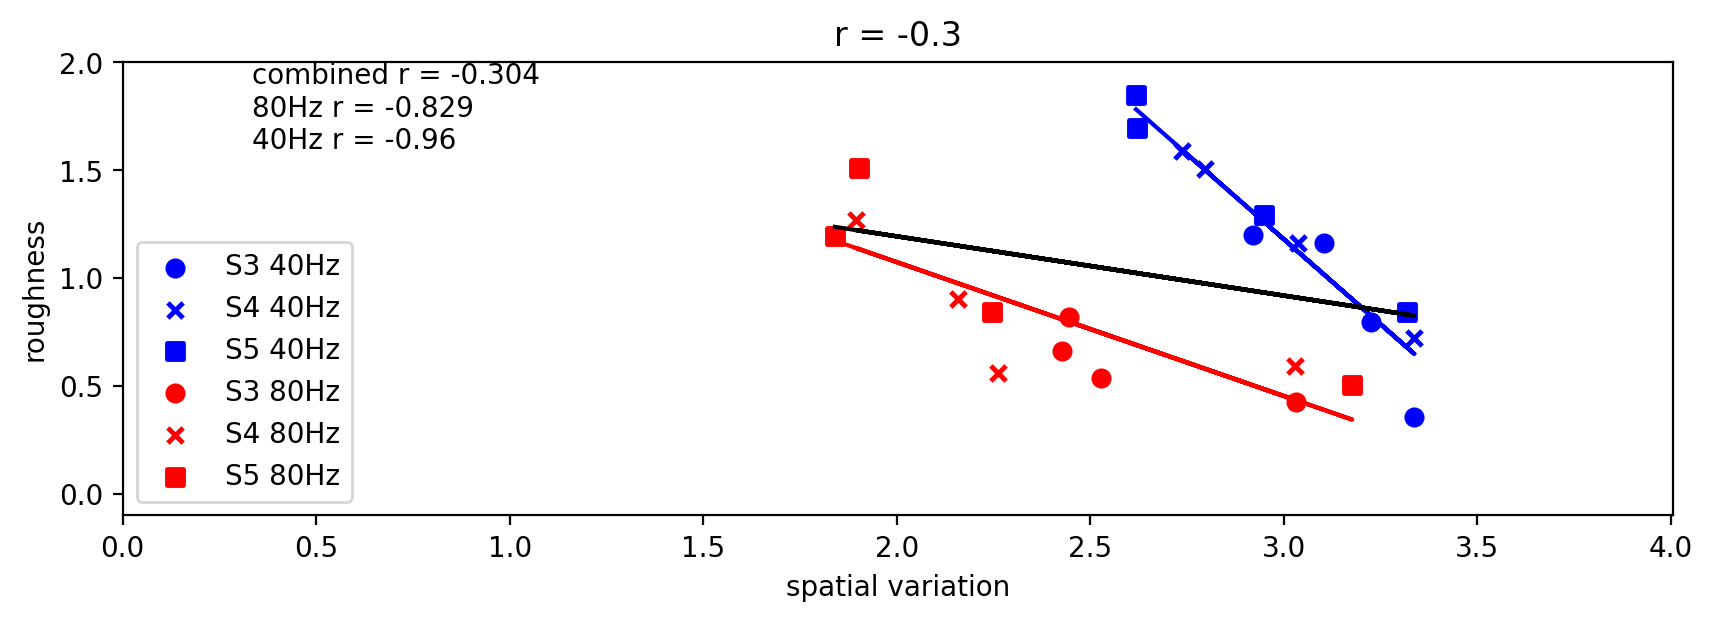 r = -0.3
combined r = -0.304
80Hz r = -0.829
40Hz r = -0.96
roughness
2.0
1.5
1.0
0.5
0.0
S3 40Hz
S4 40Hz
S5 40Hz
S3 80Hz
S4 80Hz
S5 80Hz
0.0 0.5 1.0 1.5 2.0 2.5 3.0 3.5 4.0
spatial variation